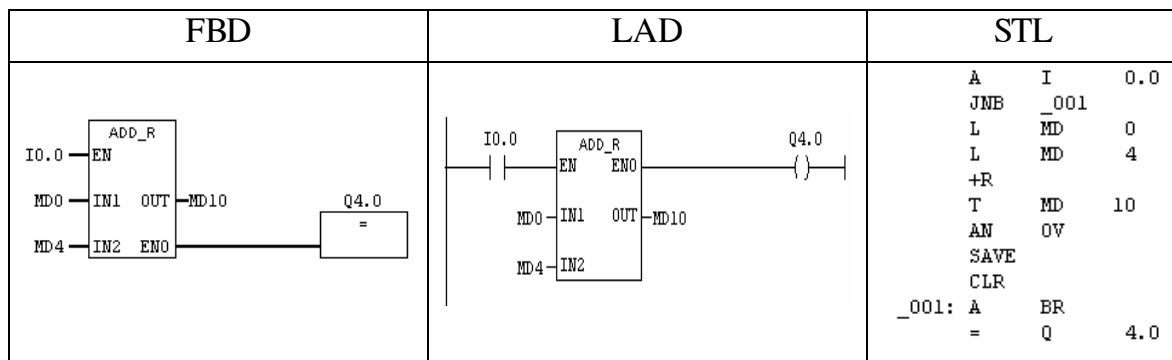 FBD
LAD
STL
ADD_R
I0.0 EN
MD0 IN1 OUT MD10
MD4 IN2 ENO
Q4.0
=
I0.0
ADD_R
EN ENO
Q4.0
( )
MD0 IN1 OUT MD10
MD4 IN2
A I 0.0
JNB _001
L MD 0
L MD 4
+R
T MD 10
AN OV
SAVE
CLR
_001: A BR
= Q 4.0